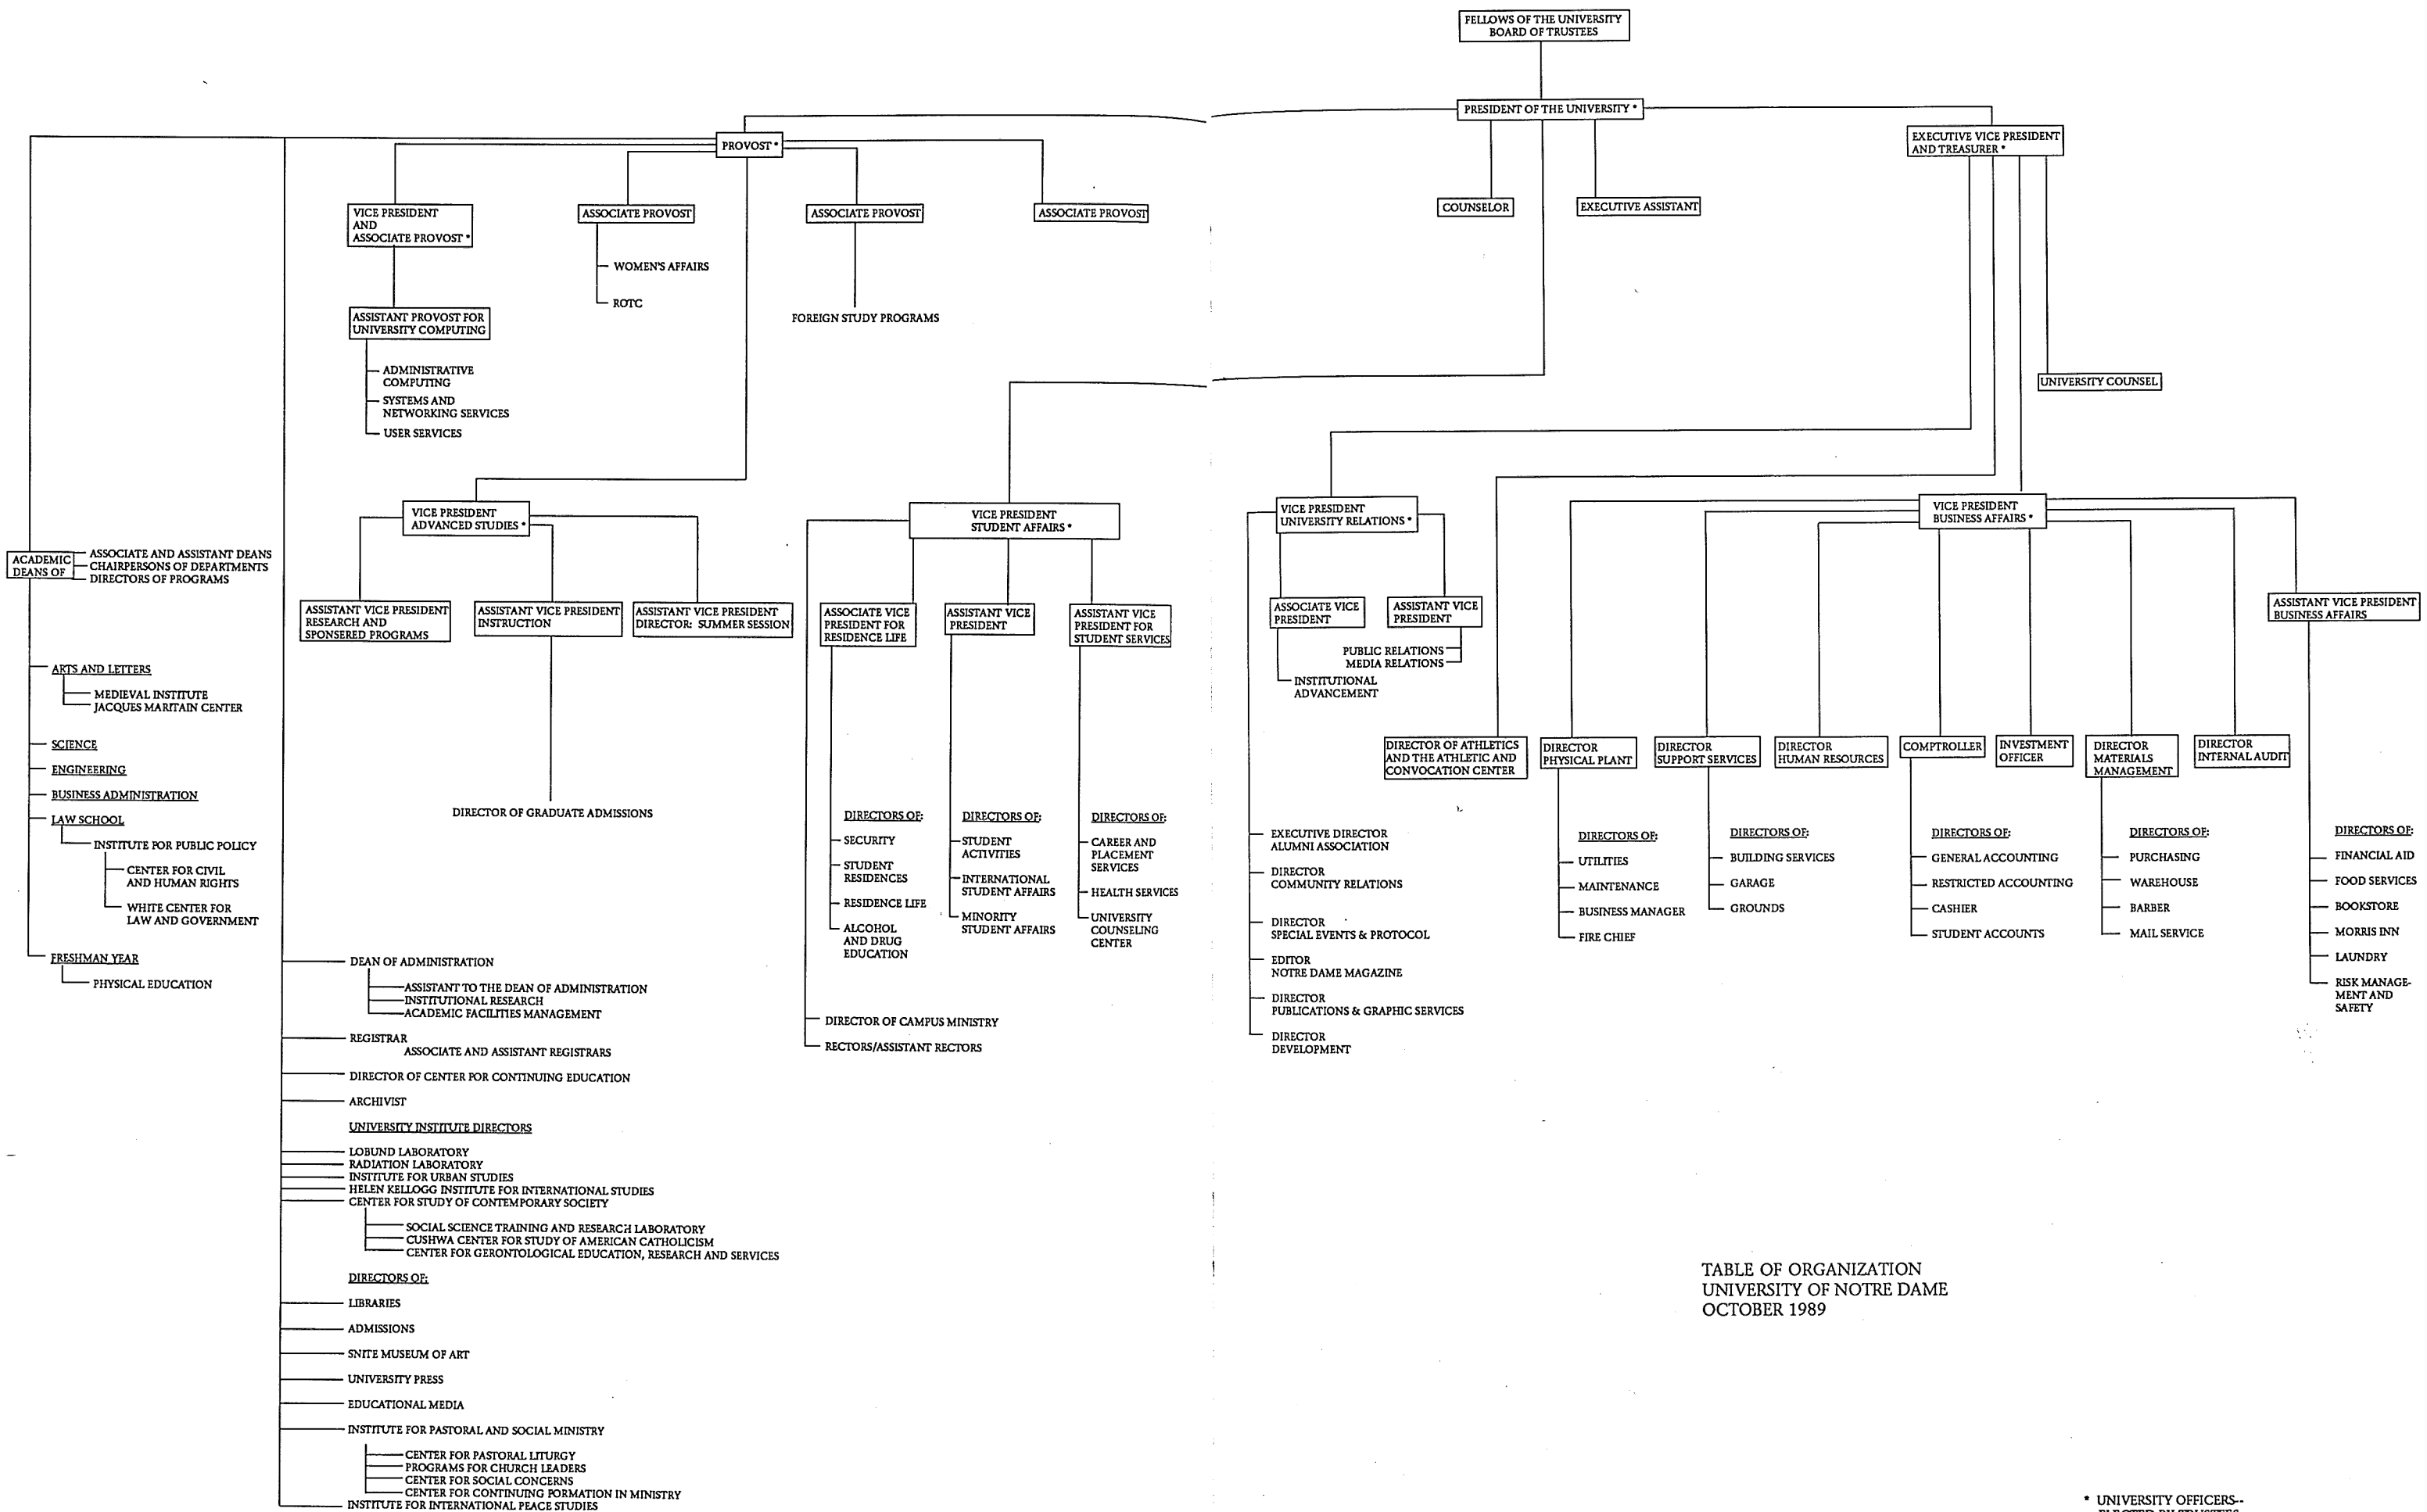 FELLOWS OF THE UNIVERSITY
BOARD OF TRUSTEES
PRESIDENT OF THE UNIVERSITY *
PROVOST *
EXECUTIVE VICE PRESIDENT
AND TREASURER *
COUNSELOR
EXECUTIVE ASSISTANT
UNIVERSITY COUNSEL
VICE PRESIDENT
AND
ASSOCIATE PROVOST *
ASSOCIATE PROVOST
ASSOCIATE PROVOST
ASSOCIATE PROVOST
WOMEN'S AFFAIRS
ROTC
FOREIGN STUDY PROGRAMS
ASSISTANT PROVOST FOR
UNIVERSITY COMPUTING
ADMINISTRATIVE
COMPUTING
SYSTEMS AND
NETWORKING SERVICES
USER SERVICES
ACADEMIC
DEANS OF
ASSOCIATE AND ASSISTANT DEANS
CHAIRPERSONS OF DEPARTMENTS
DIRECTORS OF PROGRAMS
ARTS AND LETTERS
MEDIEVAL INSTITUTE
JACQUES MARITAIN CENTER
SCIENCE
ENGINEERING
BUSINESS ADMINISTRATION
LAW SCHOOL
INSTITUTE FOR PUBLIC POLICY
CENTER FOR CIVIL
AND HUMAN RIGHTS
WHITE CENTER FOR
LAW AND GOVERNMENT
FRESHMAN YEAR
PHYSICAL EDUCATION
VICE PRESIDENT
ADVANCED STUDIES *
ASSISTANT VICE PRESIDENT
RESEARCH AND
SPONSERED PROGRAMS
ASSISTANT VICE PRESIDENT
INSTRUCTION
ASSISTANT VICE PRESIDENT
DIRECTOR: SUMMER SESSION
DIRECTOR OF GRADUATE ADMISSIONS
DEAN OF ADMINISTRATION
ASSISTANT TO THE DEAN OF ADMINISTRATION
INSTITUTIONAL RESEARCH
ACADEMIC FACILITIES MANAGEMENT
REGISTRAR
ASSOCIATE AND ASSISTANT REGISTRARS
DIRECTOR OF CENTER FOR CONTINUING EDUCATION
ARCHIVIST
UNIVERSITY INSTITUTE DIRECTORS
LOBUND LABORATORY
RADIATION LABORATORY
INSTITUTE FOR URBAN STUDIES
HELEN KELLOGG INSTITUTE FOR INTERNATIONAL STUDIES
CENTER FOR STUDY OF CONTEMPORARY SOCIETY
SOCIAL SCIENCE TRAINING AND RESEARCH LABORATORY
CUSHWA CENTER FOR STUDY OF AMERICAN CATHOLICISM
CENTER FOR GERONTOLOGICAL EDUCATION, RESEARCH AND SERVICES
DIRECTORS OF:
LIBRARIES
ADMISSIONS
SNITE MUSEUM OF ART
UNIVERSITY PRESS
EDUCATIONAL MEDIA
INSTITUTE FOR PASTORAL AND SOCIAL MINISTRY
CENTER FOR PASTORAL LITURGY
PROGRAMS FOR CHURCH LEADERS
CENTER FOR SOCIAL CONCERNS
CENTER FOR CONTINUING FORMATION IN MINISTRY
INSTITUTE FOR INTERNATIONAL PEACE STUDIES
VICE PRESIDENT
STUDENT AFFAIRS *
ASSOCIATE VICE
PRESIDENT FOR
RESIDENCE LIFE
DIRECTORS OF:
SECURITY
STUDENT
RESIDENCES
RESIDENCE LIFE
ALCOHOL
AND DRUG
EDUCATION
ASSISTANT VICE
PRESIDENT
DIRECTORS OF:
STUDENT
ACTIVITIES
INTERNATIONAL
STUDENT AFFAIRS
MINORITY
STUDENT AFFAIRS
ASSISTANT VICE
PRESIDENT FOR
STUDENT SERVICES
DIRECTORS OF:
CAREER AND
PLACEMENT
SERVICES
HEALTH SERVICES
UNIVERSITY
COUNSELING
CENTER
DIRECTOR OF CAMPUS MINISTRY
RECTORS/ASSISTANT RECTORS
VICE PRESIDENT
UNIVERSITY RELATIONS *
ASSOCIATE VICE
PRESIDENT
INSTITUTIONAL
ADVANCEMENT
ASSISTANT VICE
PRESIDENT
PUBLIC RELATIONS
MEDIA RELATIONS
EXECUTIVE DIRECTOR
ALUMNI ASSOCIATION
DIRECTOR
COMMUNITY RELATIONS
DIRECTOR
SPECIAL EVENTS & PROTOCOL
EDITOR
NOTRE DAME MAGAZINE
DIRECTOR
PUBLICATIONS & GRAPHIC SERVICES
DIRECTOR
DEVELOPMENT
DIRECTOR OF ATHLETICS
AND THE ATHLETIC AND
CONVOCATION CENTER
VICE PRESIDENT
BUSINESS AFFAIRS *
DIRECTOR
PHYSICAL PLANT
DIRECTORS OF:
UTILITIES
MAINTENANCE
BUSINESS MANAGER
FIRE CHIEF
DIRECTOR
SUPPORT SERVICES
DIRECTORS OF:
BUILDING SERVICES
GARAGE
GROUNDS
DIRECTOR
HUMAN RESOURCES
COMPTROLLER
DIRECTORS OF:
GENERAL ACCOUNTING
RESTRICTED ACCOUNTING
CASHIER
STUDENT ACCOUNTS
INVESTMENT
OFFICER
DIRECTOR
MATERIALS
MANAGEMENT
DIRECTORS OF:
PURCHASING
WAREHOUSE
BARBER
MAIL SERVICE
DIRECTOR
INTERNAL AUDIT
ASSISTANT VICE PRESIDENT
BUSINESS AFFAIRS
DIRECTORS OF:
FINANCIAL AID
FOOD SERVICES
BOOKSTORE
MORRIS INN
LAUNDRY
RISK MANAGE-
MENT AND
SAFETY
TABLE OF ORGANIZATION
UNIVERSITY OF NOTRE DAME
OCTOBER 1989
* UNIVERSITY OFFICERS--
ELECTED BY TRUSTEES